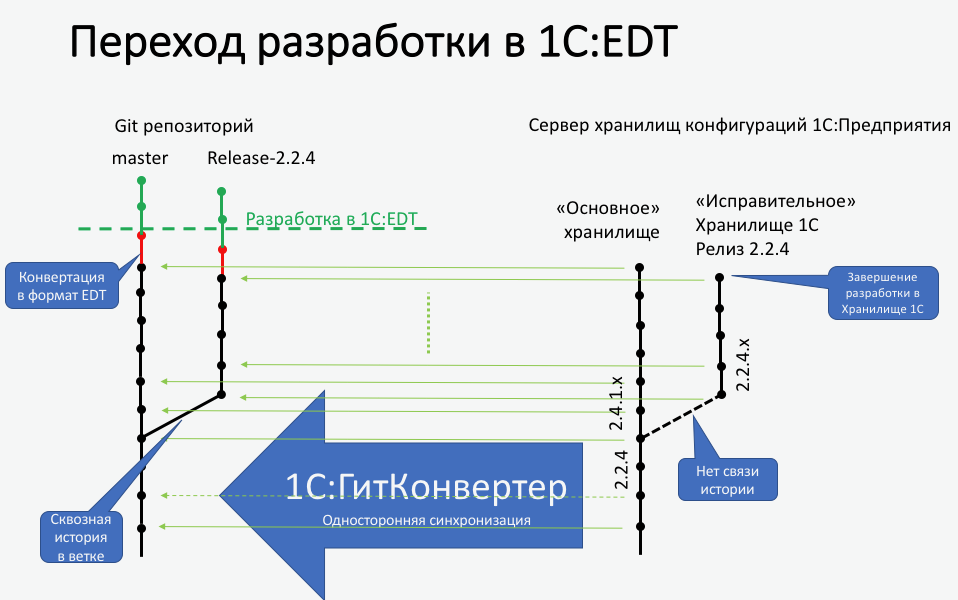 Переход разработки в 1C:EDT
Git репозиторий
Сервер хранилищ конфигураций 1С:Предприятия
master
Release-2.2.4
«Основное»
хранилище
«Исправительное»
Хранилище 1С
Релиз 2.2.4
Разработка в 1C:EDT
Конвертация
в формат EDT
Завершение
разработки в
Хранилище 1С
2.2.4.x
2.4.1.x
2.2.4
Нет связи
истории
1С:ГитКонвертер
Односторонняя синхронизация
Сквозная
история
в ветке